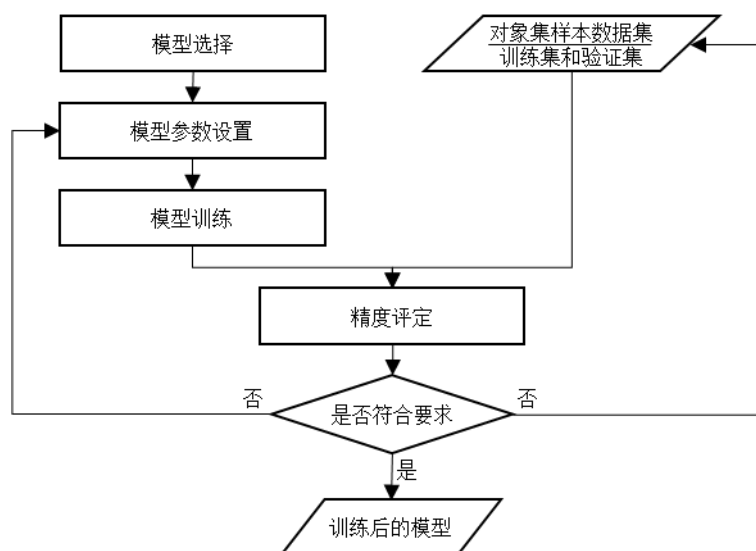 模型选择
对象集样本数据集
训练集和验证集
模型参数设置
模型训练
精度评定
否
是否符合要求
否
是
训练后的模型